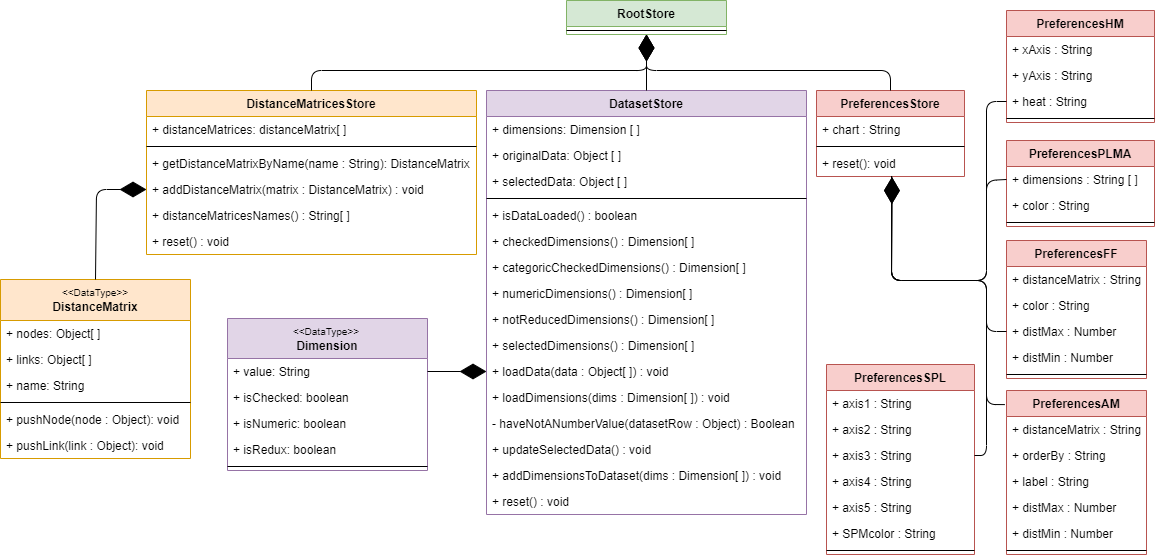 RootStore
DistanceMatricesStore
+ distanceMatrices: distanceMatrix[ ]
+ getDistanceMatrixByName(name : String): DistanceMatrix
+ addDistanceMatrix(matrix : DistanceMatrix) : void
+ distanceMatricesNames() : String[ ]
+ reset() : void
DatasetStore
+ dimensions: Dimension [ ]
+ originalData: Object [ ]
+ selectedData: Object [ ]
+ isDataLoaded() : boolean
+ checkedDimensions() : Dimension[ ]
+ categoricCheckedDimensions() : Dimension[ ]
+ numericDimensions() : Dimension[ ]
+ notReducedDimensions() : Dimension[ ]
+ selectedDimensions() : Dimension[ ]
+ loadData(data : Object[ ]) : void
+ loadDimensions(dims : Dimension[ ]) : void
- haveNotANumberValue(datasetRow : Object) : Boolean
+ updateSelectedData() : void
+ addDimensionsToDataset(dims : Dimension[ ]) : void
+ reset() : void
PreferencesStore
+ chart : String
+ reset(): void
PreferencesHM
+ xAxis : String
+ yAxis : String
+ heat : String
PreferencesPLMA
+ dimensions : String [ ]
+ color : String
PreferencesFF
+ distanceMatrix : String
+ color : String
+ distMax : Number
+ distMin : Number
<<DataType>>
DistanceMatrix
+ nodes: Object[ ]
+ links: Object[ ]
+ name: String
+ pushNode(node : Object): void
+ pushLink(link : Object): void
<<DataType>>
Dimension
+ value: String
+ isChecked: boolean
+ isNumeric: boolean
+ isRedux: boolean
PreferencesSPL
+ axis1 : String
+ axis2 : String
+ axis3 : String
+ axis4 : String
+ axis5 : String
+ SPMcolor : String
PreferencesAM
+ distanceMatrix : String
+ orderBy : String
+ label : String
+ distMax : Number
+ distMin : Number